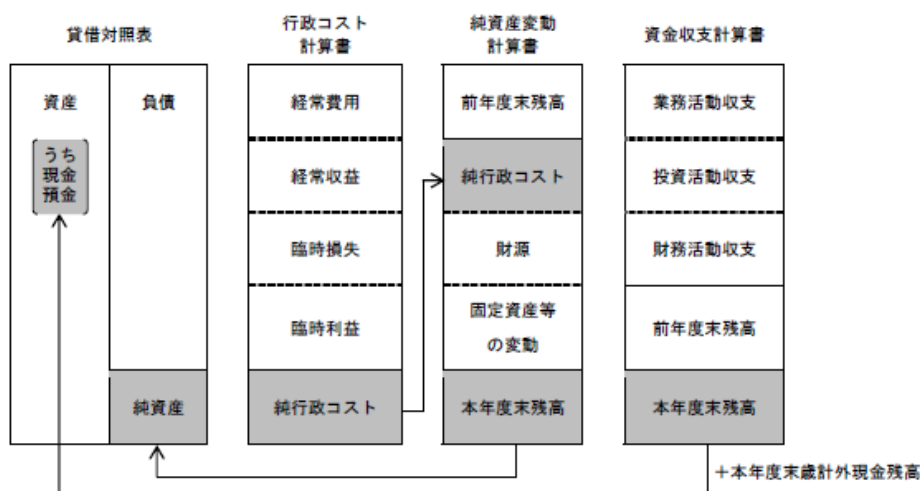 貸借対照表
行政コスト
計算書
純資産変動
計算書
資金収支計算書
資産
うち
現金
預金
負債
純資産
経常費用
経常収益
臨時損失
臨時利益
純行政コスト
前年度末残高
純行政コスト
財源
固定資産等
の変動
本年度末残高
業務活動収支
投資活動収支
財務活動収支
前年度末残高
本年度末残高
＋本年度末歳計外現金残高